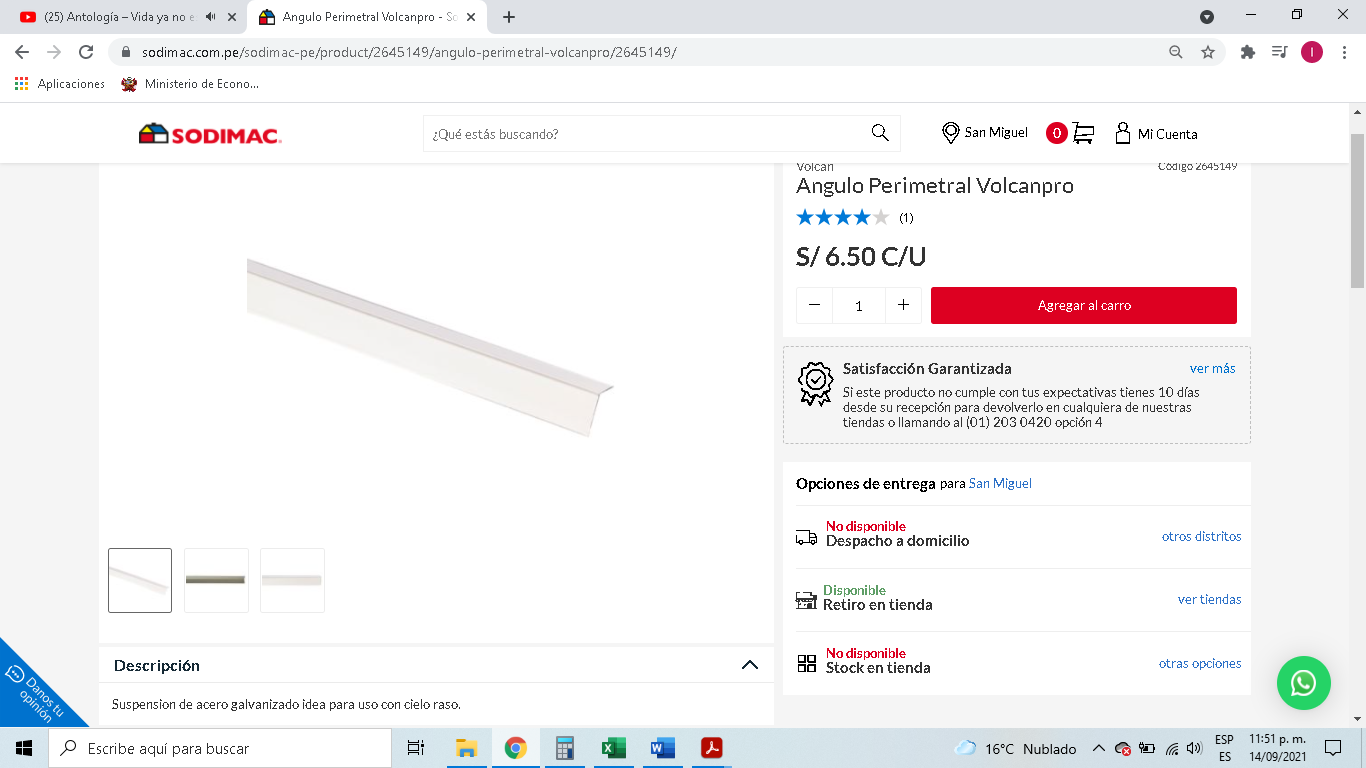 (25) Antología – Vida ya no e
Angulo Perimetral Volcanpro - So
sodimac.com.pe/sodimac-pe/product/2645149/angulo-perimetral-volcanpro/2645149/
I
Aplicaciones
Ministerio de Econo...
SODIMAC
¿Qué estás buscando?
San Miguel
0
Mi Cuenta
Volcan
Código 2645149
Angulo Perimetral Volcanpro
(1)
S/ 6.50 C/U
1
Agregar al carro
Satisfacción Garantizada
ver más
Si este producto no cumple con tus expectativas tienes 10 días
desde su recepción para devolverlo en cualquiera de nuestras
tiendas o llamando al (01) 203 0420 opción 4
Opciones de entrega para San Miguel
No disponible
Despacho a domicilio
otros distritos
Disponible
Retiro en tienda
ver tiendas
No disponible
Stock en tienda
otras opciones
Descripción
Suspension de acero galvanizado idea para uso con cielo raso.
Danos tu
opinión
Escribe aquí para buscar
16°C Nublado
ESP
ES
11:51 p. m.
14/09/2021